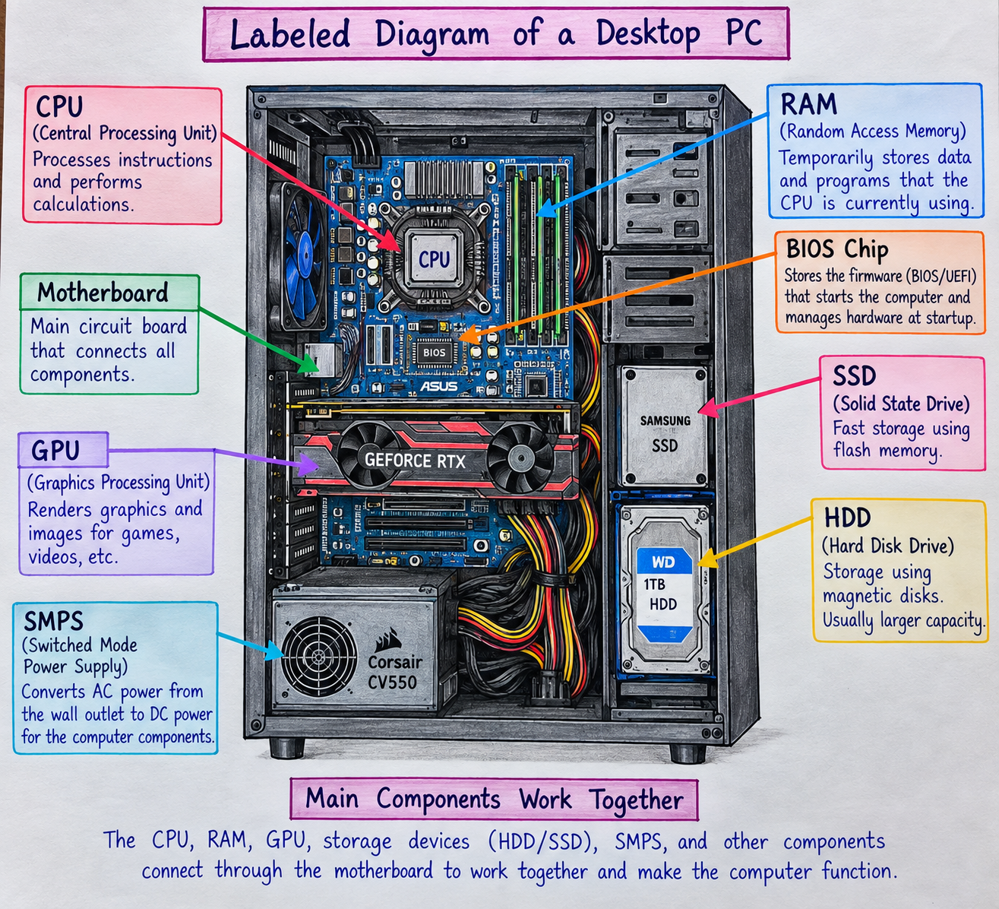 Labeled Diagram of a Desktop PC
CPU
(Central Processing Unit)
Processes instructions
and performs
calculations.
Motherboard
Main circuit board
that connects all
components.
GPU
(Graphics Processing Unit)
Renders graphics and
images for games,
videos, etc.
SMPS
(Switched Mode
Power Supply)
Converts AC power from
the wall outlet to DC power
for the computer components.
CPU
BIOS
ASUS
GEFORCE RTX
Corsair
CV550
SAMSUNG
SSD
WD
1TB
HDD
RAM
(Random Access Memory)
Temporarily stores data
and programs that the
CPU is currently using.
BIOS Chip
Stores the firmware (BIOS/UEFI)
that starts the computer and
manages hardware at startup.
SSD
(Solid State Drive)
Fast storage using
flash memory.
HDD
(Hard Disk Drive)
Storage using
magnetic disks.
Usually larger capacity.
Main Components Work Together
The CPU, RAM, GPU, storage devices (HDD/SSD), SMPS, and other components
connect through the motherboard to work together and make the computer function.